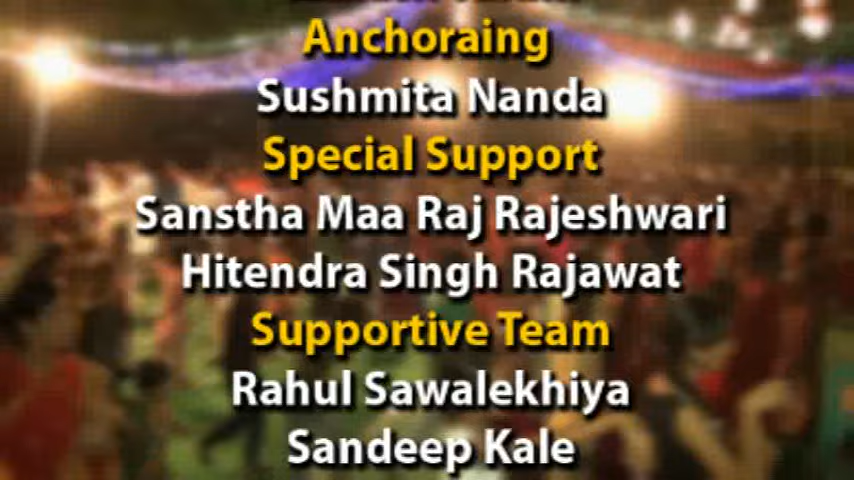 Anchoraing
Sushmita Nanda
Special Support
Sanstha Maa Raj Rajeshwari
Hitendra Singh Rajawat
Supportive Team
Rahul Sawalekhiya
Sandeep Kale